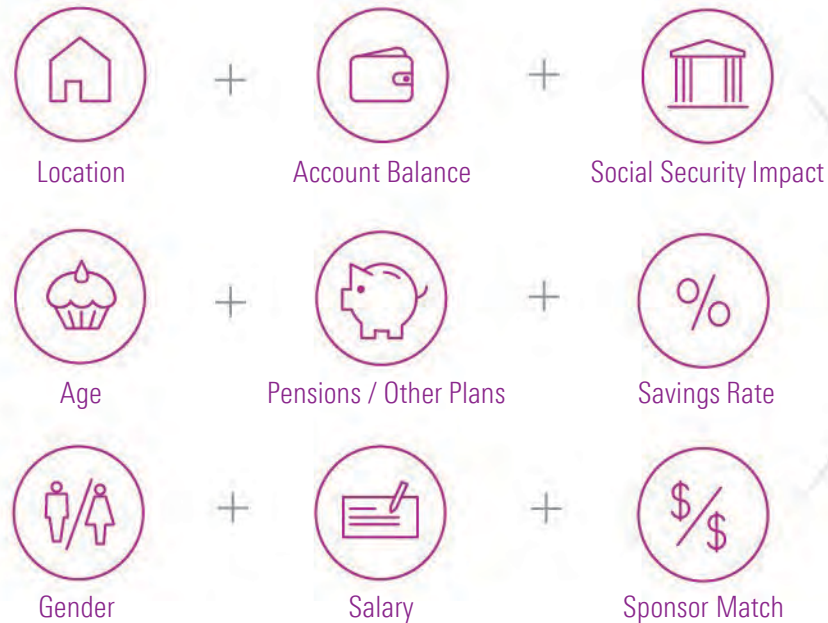 Location
Account Balance
Social Security Impact
Age
Pensions / Other Plans
Savings Rate
Gender
Salary
Sponsor Match